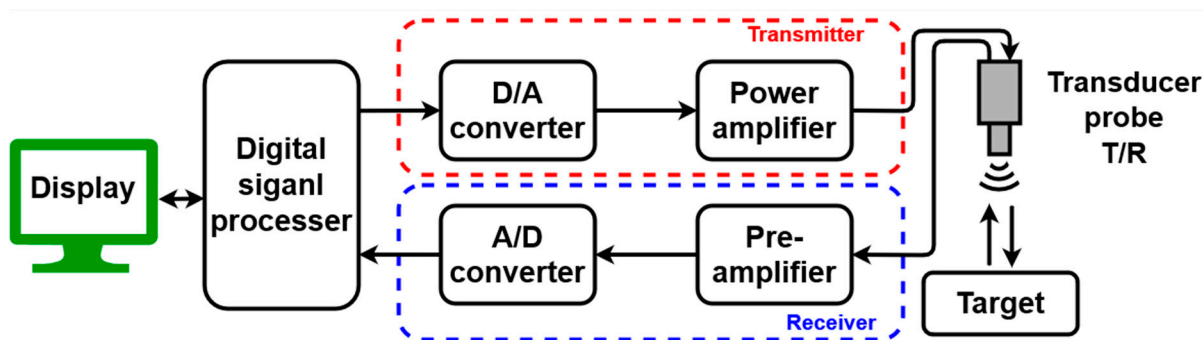 Transmitter
D/A
converter
Power
amplifier
Transducer
probe
T/R
Display
Digital
siganl
processer
A/D
converter
Pre-
amplifier
Target
Receiver